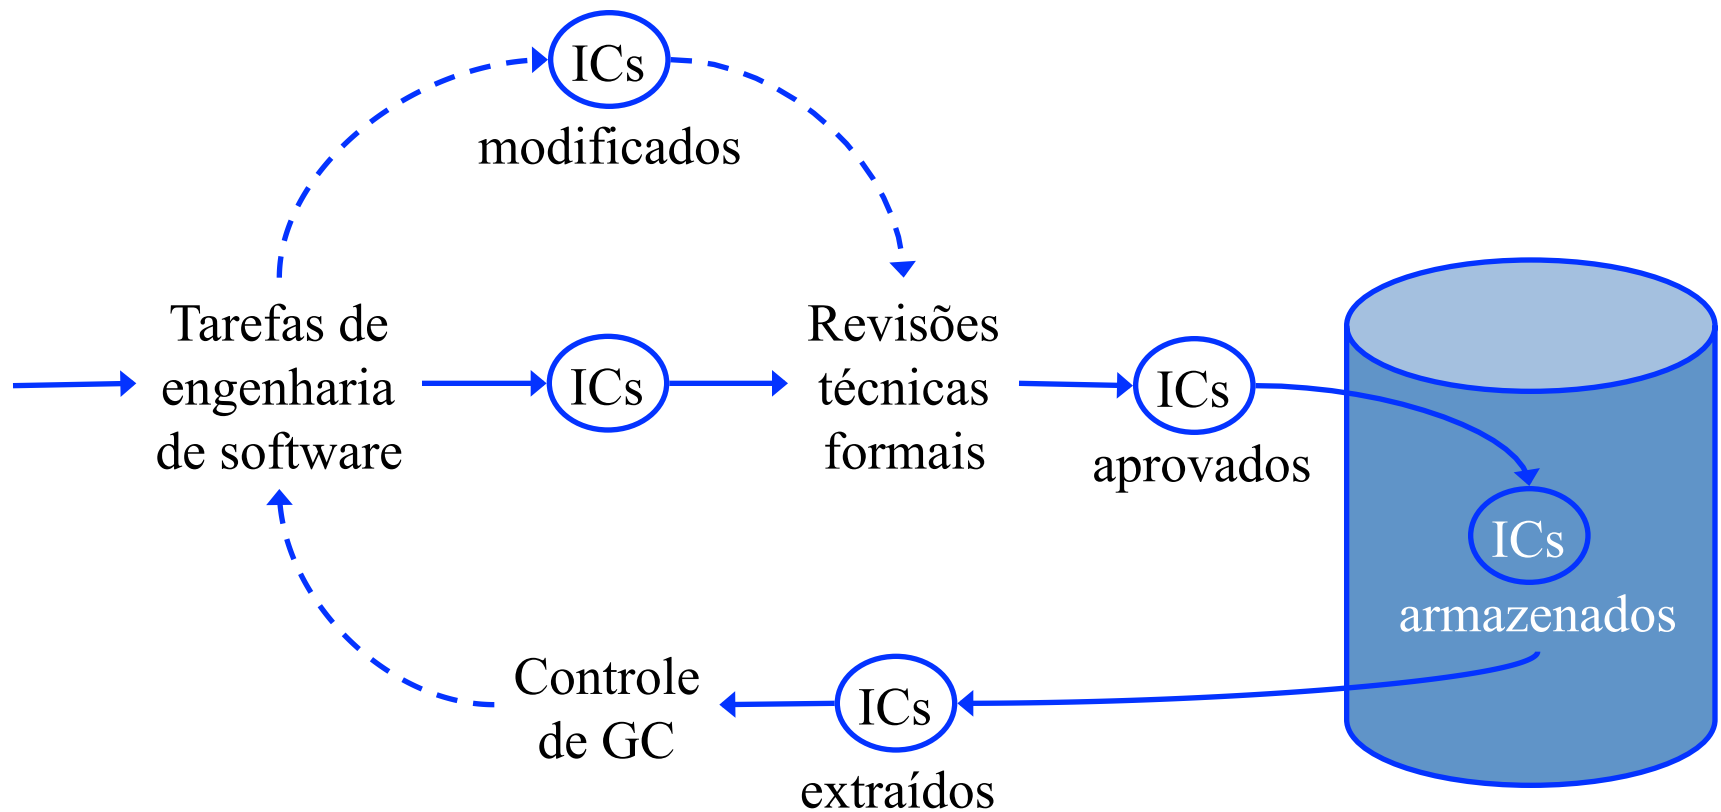 ICs
modificados
Tarefas de
engenharia
de software
ICs
Revisões
técnicas
formais
ICs
aprovados
ICs
armazenados
Controle
de GC
ICs
extraídos